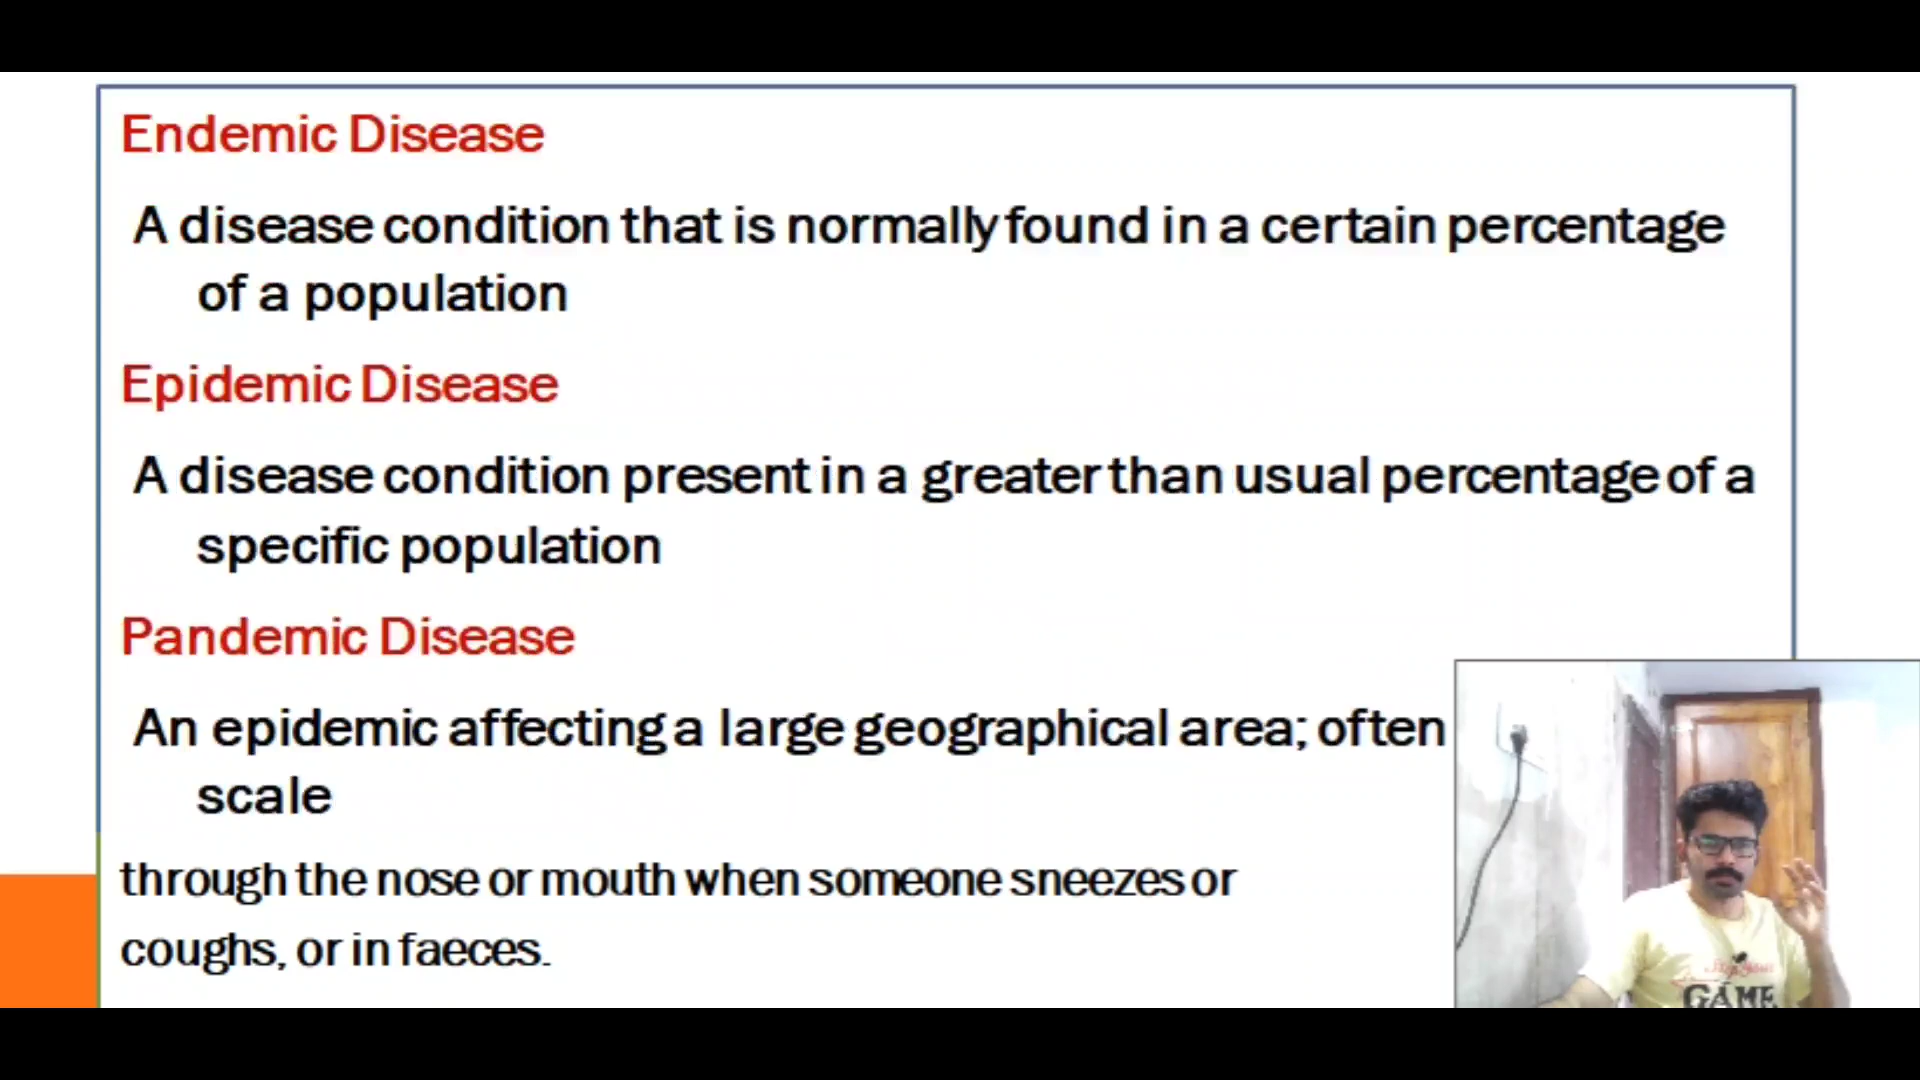 Endemic Disease
A disease condition that is normally found in a certain percentage
of a population
Epidemic Disease
A disease condition present in a greater than usual percentage of a
specific population
Pandemic Disease
An epidemic affecting a large geographical area; often
scale
through the nose or mouth when someone sneezes or
coughs, or in faeces.
GAME